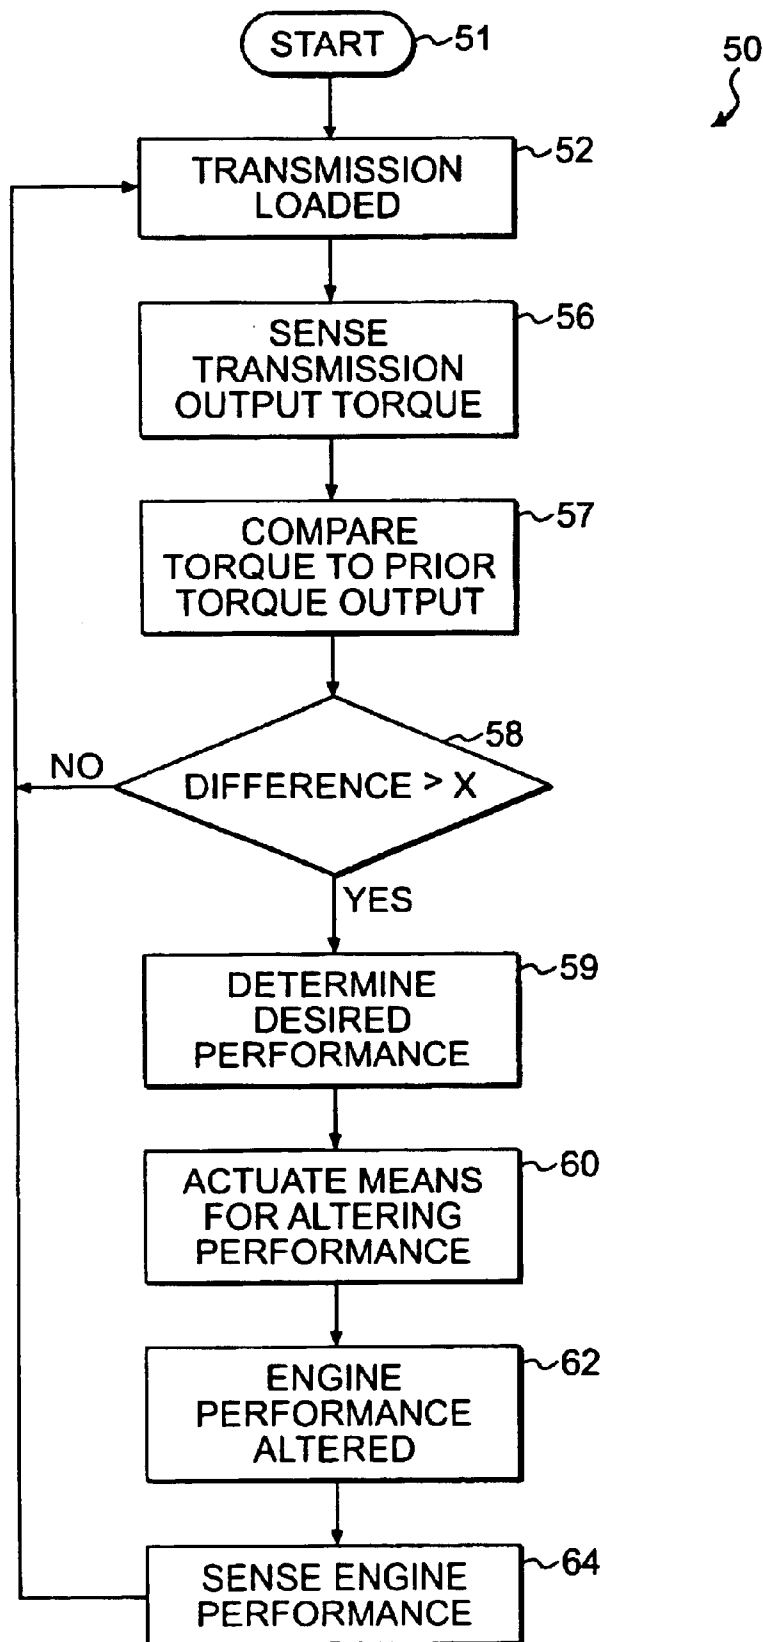 START
51
50
52
TRANSMISSION
LOADED
56
SENSE
TRANSMISSION
OUTPUT TORQUE
57
COMPARE
TORQUE TO PRIOR
TORQUE OUTPUT
58
NO
DIFFERENCE > X
YES
59
DETERMINE
DESIRED
PERFORMANCE
60
ACTUATE MEANS
FOR ALTERING
PERFORMANCE
62
ENGINE
PERFORMANCE
ALTERED
64
SENSE ENGINE
PERFORMANCE